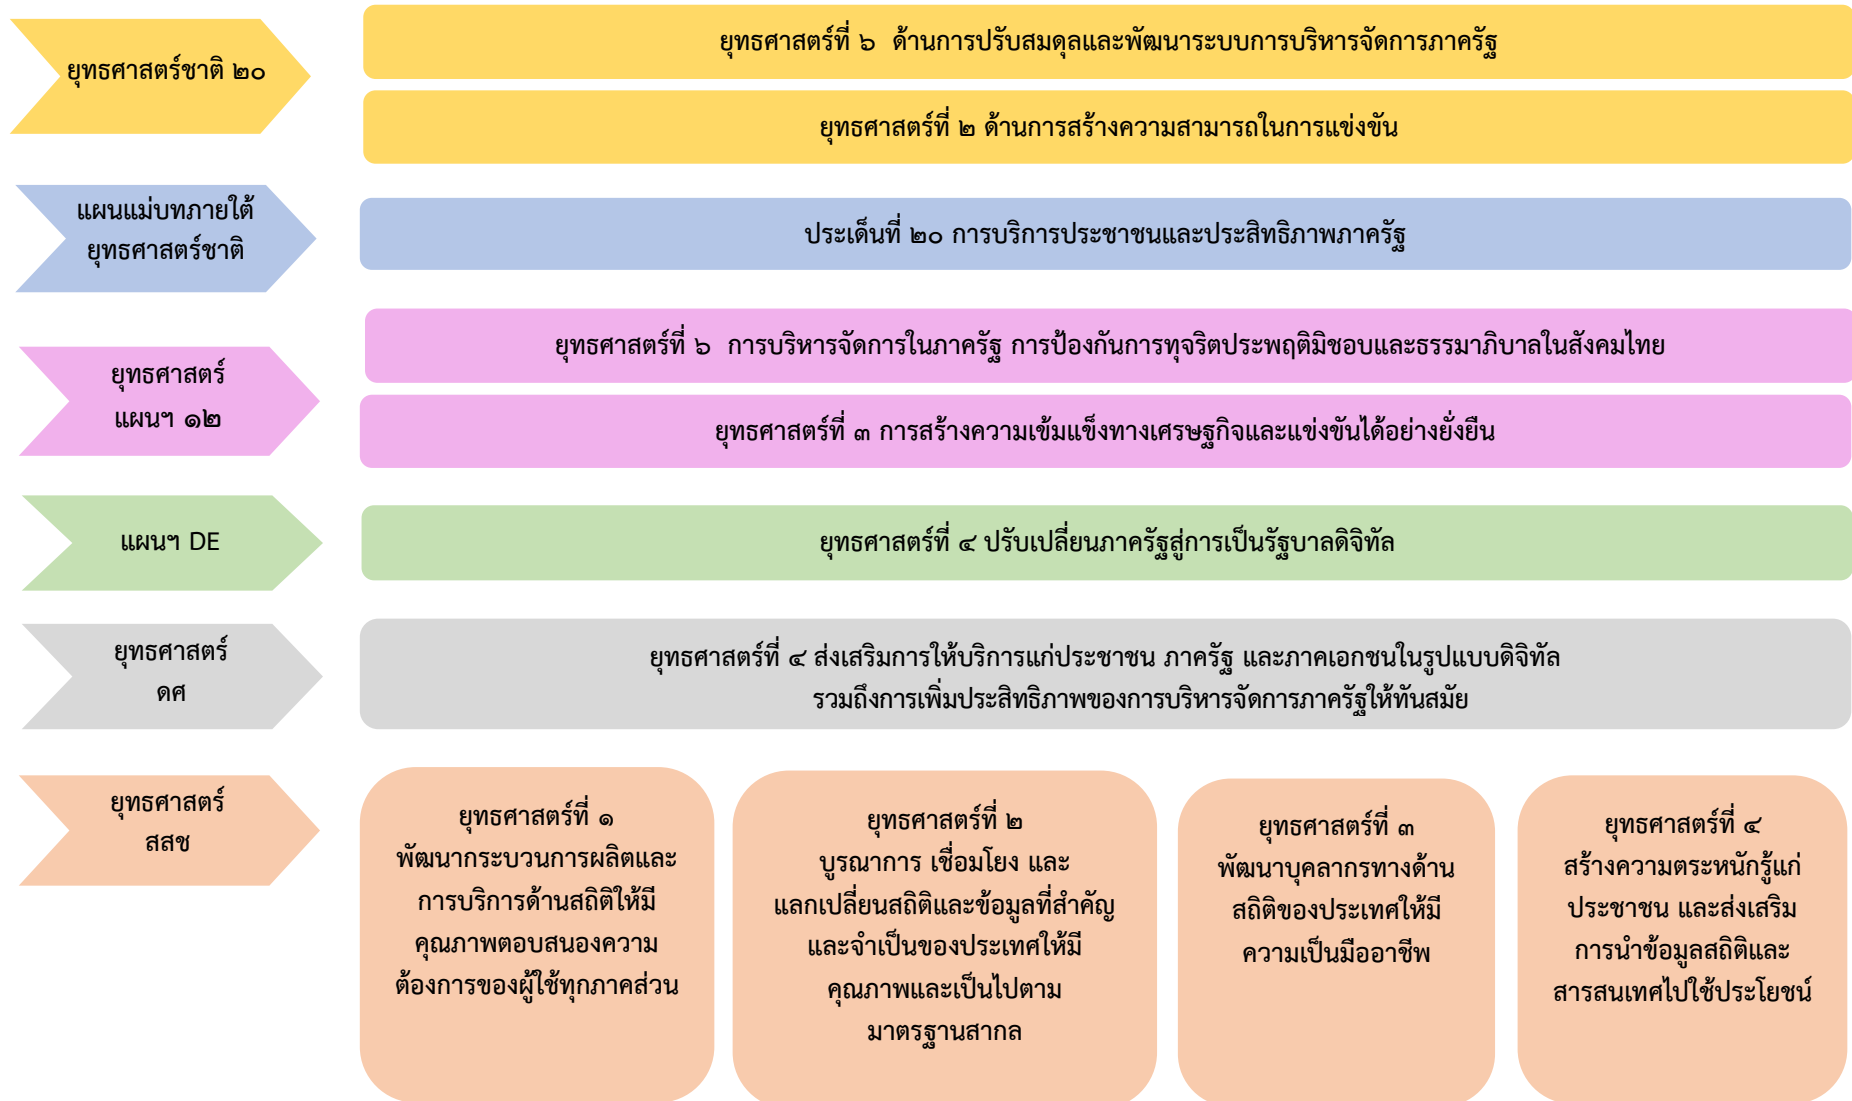 ยุทธศาสตร์ชาติ ๒๐
ยุทธศาสตร์ที่ ๖ ด้านการปรับสมดุลและพัฒนาระบบการบริหารจัดการภาครัฐ
ยุทธศาสตร์ที่ ๒ ด้านการสร้างความสามารถในการแข่งขัน
แผนแม่บทภายใต้
ยุทธศาสตร์ชาติ
ประเด็นที่ ๒๐ การบริการประชาชนและประสิทธิภาพภาครัฐ
ยุทธศาสตร์
แผนฯ ๑๒
ยุทธศาสตร์ที่ ๖ การบริหารจัดการในภาครัฐ การป้องกันการทุจริตประพฤติมิชอบและธรรมาภิบาลในสังคมไทย
ยุทธศาสตร์ที่ ๓ การสร้างความเข้มแข็งทางเศรษฐกิจและแข่งขันได้อย่างยั่งยืน
แผนฯ DE
ยุทธศาสตร์ที่ ๔ ปรับเปลี่ยนภาครัฐสู่การเป็นรัฐบาลดิจิทัล
ยุทธศาสตร์
ดศ
ยุทธศาสตร์ที่ ๔ ส่งเสริมการให้บริการแก่ประชาชน ภาครัฐ และภาคเอกชนในรูปแบบดิจิทัล
รวมถึงการเพิ่มประสิทธิภาพของการบริหารจัดการภาครัฐให้ทันสมัย
ยุทธศาสตร์
สสช
ยุทธศาสตร์ที่ ๑
พัฒนากระบวนการผลิตและ
การบริการด้านสถิติให้มี
คุณภาพตอบสนองความ
ต้องการของผู้ใช้ทุกภาคส่วน
ยุทธศาสตร์ที่ ๒
บูรณาการ เชื่อมโยง และ
แลกเปลี่ยนสถิติและข้อมูลที่สำคัญ
และจำเป็นของประเทศให้มี
คุณภาพและเป็นไปตาม
มาตรฐานสากล
ยุทธศาสตร์ที่ ๓
พัฒนาบุคลากรทางด้าน
สถิติของประเทศให้มี
ความเป็นมืออาชีพ
ยุทธศาสตร์ที่ ๔
สร้างความตระหนักรู้แก่
ประชาชน และส่งเสริม
การนำข้อมูลสถิติและ
สารสนเทศไปใช้ประโยชน์